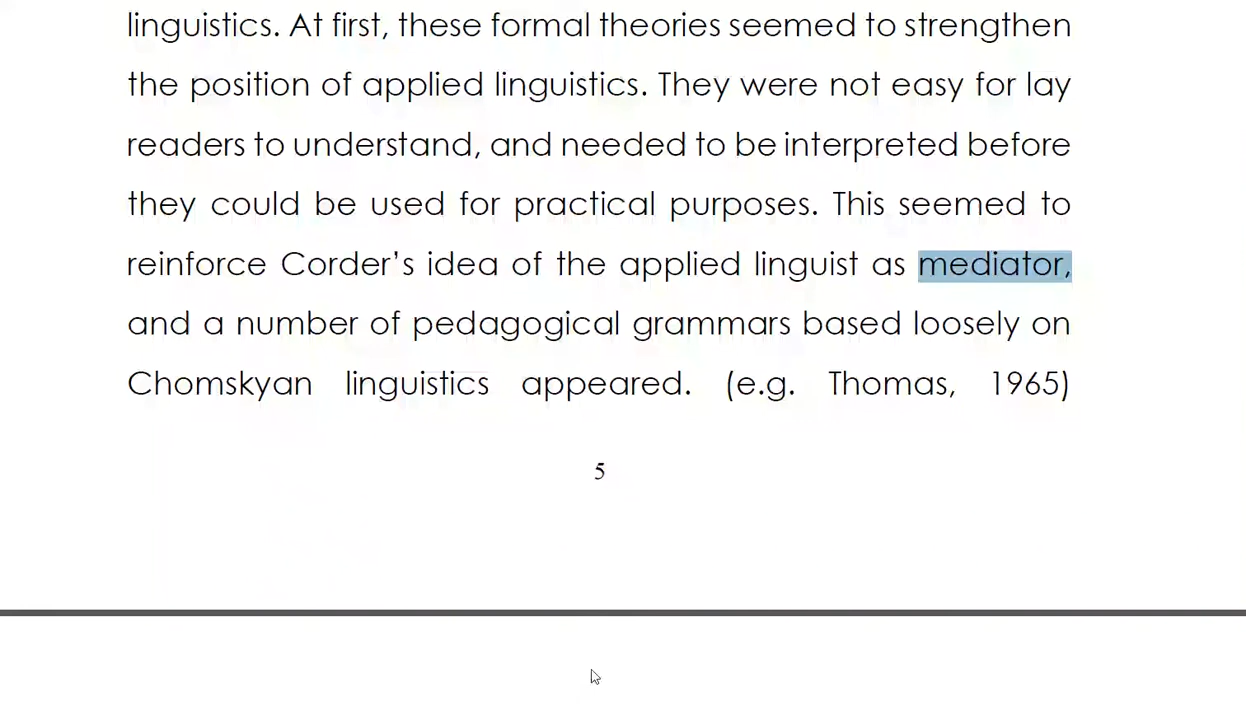 linguistics. At first, these formal theories seemed to strengthen
the position of applied linguistics. They were not easy for lay
readers to understand, and needed to be interpreted before
they could be used for practical purposes. This seemed to
reinforce Corder’s idea of the applied linguist as mediator,
and a number of pedagogical grammars based loosely on
Chomskyan linguistics appeared. (e.g. Thomas, 1965)
5